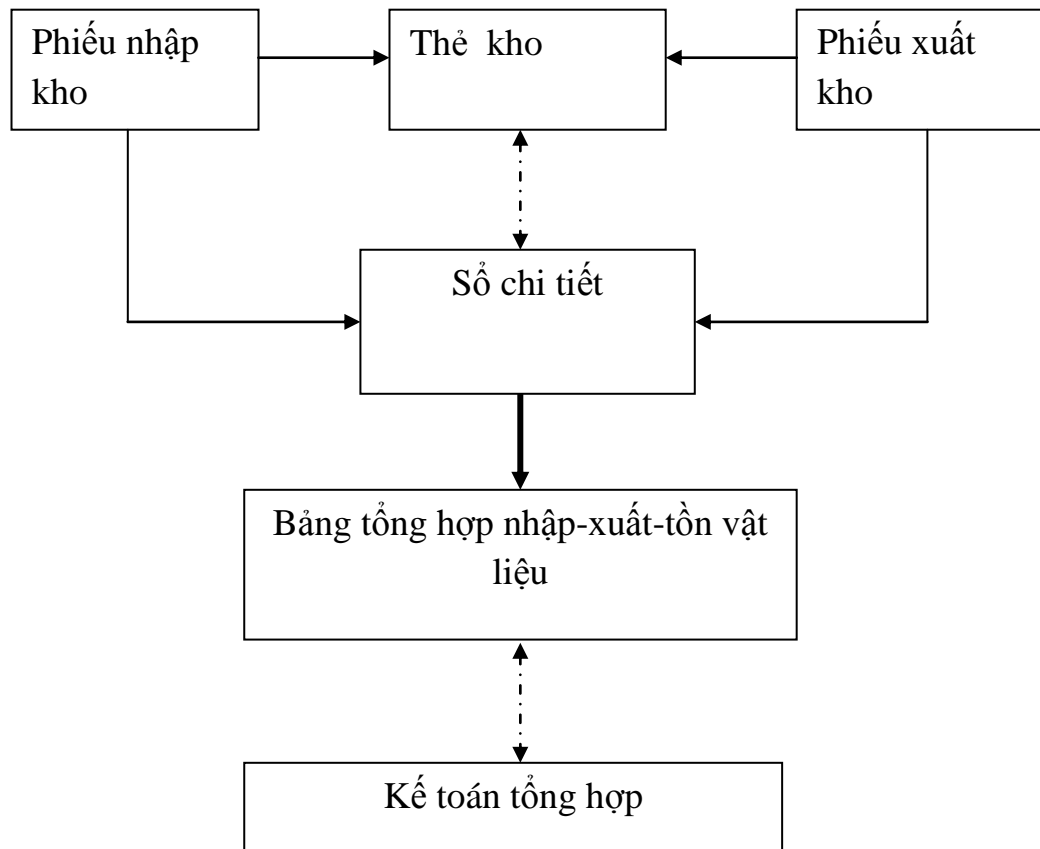 Phiếu nhập
kho
Thẻ kho
Phiếu xuất
kho
Sổ chi tiết
Bảng tổng hợp nhập-xuất-tồn vật
liệu
Kế toán tổng hợp